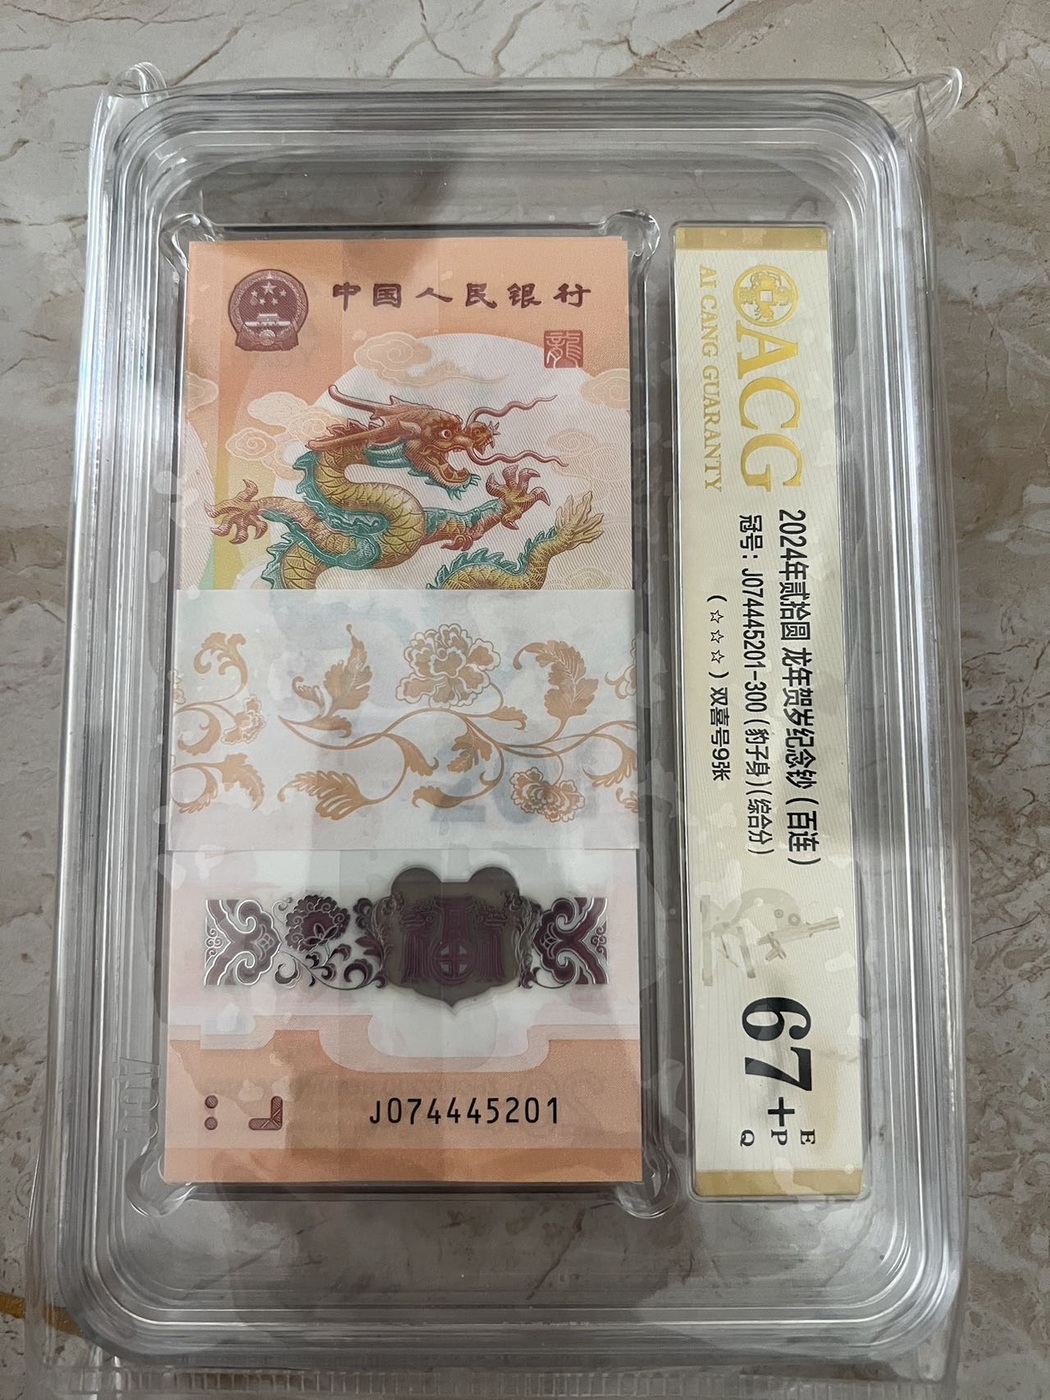 中国人民银行
龍
J074445201
ACG
AI CANG GUARANTY
2024年贰拾圆 龙年贺岁纪念钞（百连）
冠号：J074445201-300（豹子身）（综合分）
（☆☆☆）双喜号9张
67+
E
P
Q